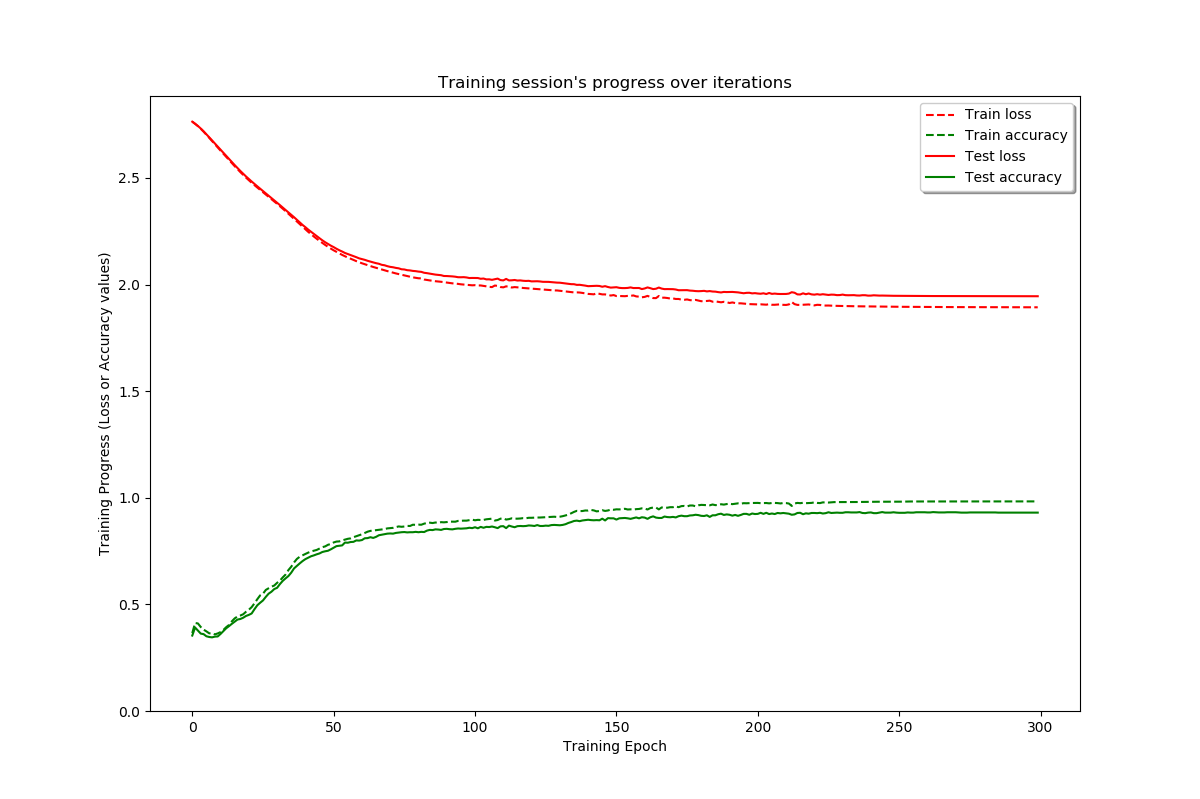 Training session's progress over iterations
Train loss
Train accuracy
Test loss
Test accuracy
Training Progress (Loss or Accuracy values)
2.5
2.0
1.5
1.0
0.5
0.0
0 50 100 150 200 250 300
Training Epoch